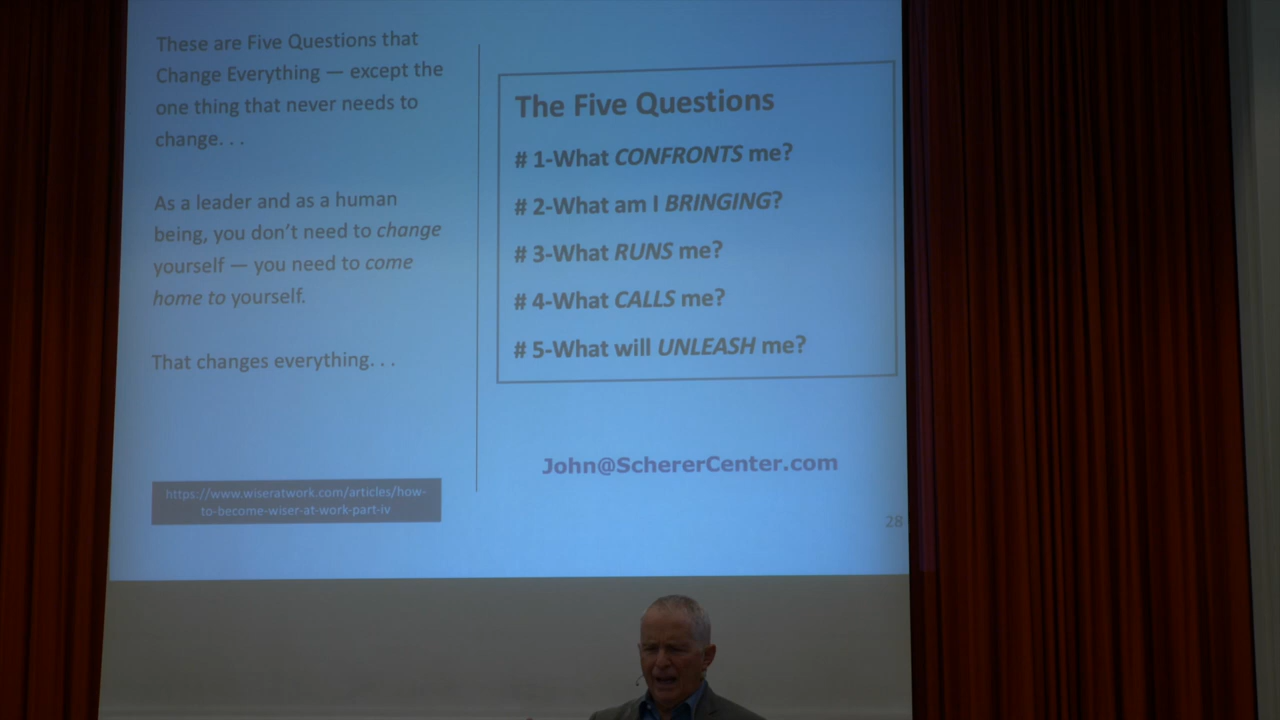 These are Five Questions that
Change Everything — except the
one thing that never needs to
change. . .
As a leader and as a human
being, you don't need to change
yourself — you need to come
home to yourself.
That changes everything. . .
https://www.wiseratwork.com/articles/how-
to-become-wiser-at-work-part-iv
The Five Questions
# 1-What CONFRONTS me?
# 2-What am I BRINGING?
# 3-What RUNS me?
# 4-What CALLS me?
# 5-What will UNLEASH me?
John@SchererCenter.com
28